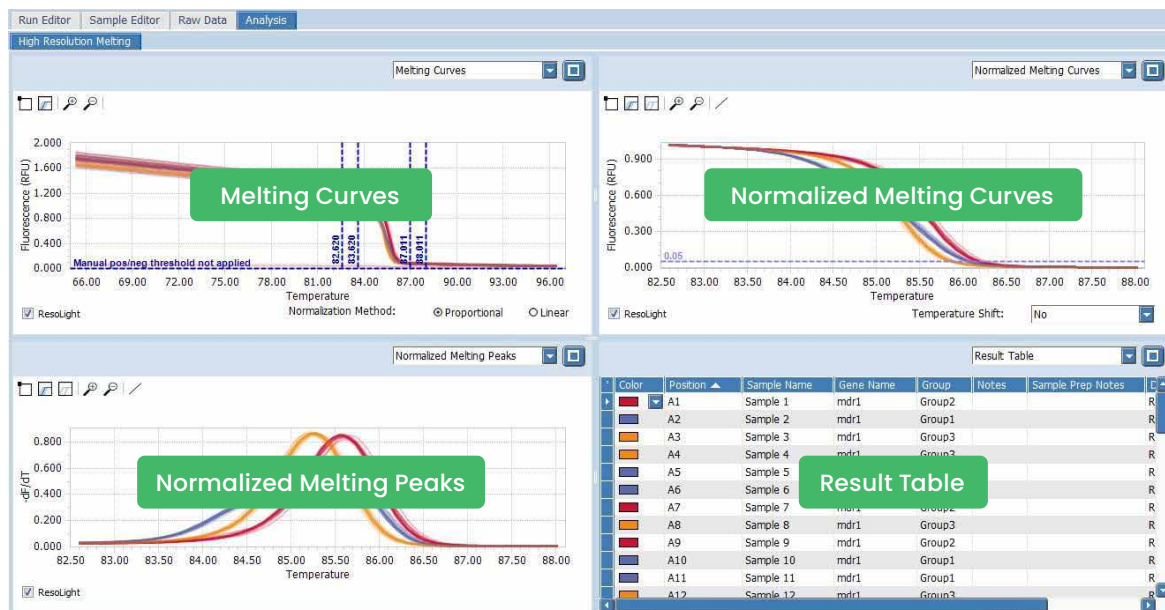 Run Editor Sample Editor Raw Data Analysis
High Resolution Melting
Melting Curves
2.000
1.600
1.200
0.800
0.400
0.000
Fluorescence (RFU)
Melting Curves
82.620
83.620
87.011
88.011
Manual pos/neg threshold not applied
66.00 69.00 72.00 75.00 78.00 81.00 84.00 87.00 90.00 93.00 96.00
Temperature
ResoLight Normalization Method: Proportional Linear
Normalized Melting Curves
0.900
0.600
0.300
0.000
Fluorescence (RFU)
Normalized Melting Curves
0.05
82.50 83.00 83.50 84.00 84.50 85.00 85.50 86.00 86.50 87.00 87.50 88.00
Temperature
ResoLight Temperature Shift: No
Normalized Melting Peaks
0.800
0.600
0.400
0.200
0.000
-dF/dT
Normalized Melting Peaks
82.50 83.00 83.50 84.00 84.50 85.00 85.50 86.00 86.50 87.00 87.50 88.00
Temperature
ResoLight
Result Table
Color Position Sample Name Gene Name Group Notes Sample Prep Notes
A1 Sample 1 mdr1 Group2 R
A2 Sample 2 mdr1 Group1 R
A3 Sample 3 mdr1 Group3 R
A4 Sample 4 mdr1 Group3 R
A5 Sample 5 R
A6 Sample 6 R
A7 Sample 7 R
A8 Sample 8 mdr1 Group3 R
A9 Sample 9 mdr1 Group2 R
A10 Sample 10 mdr1 Group1 R
A11 Sample 11 mdr1 Group1 R
A12 Sample 12 mdr1 Group3 R
Result Table